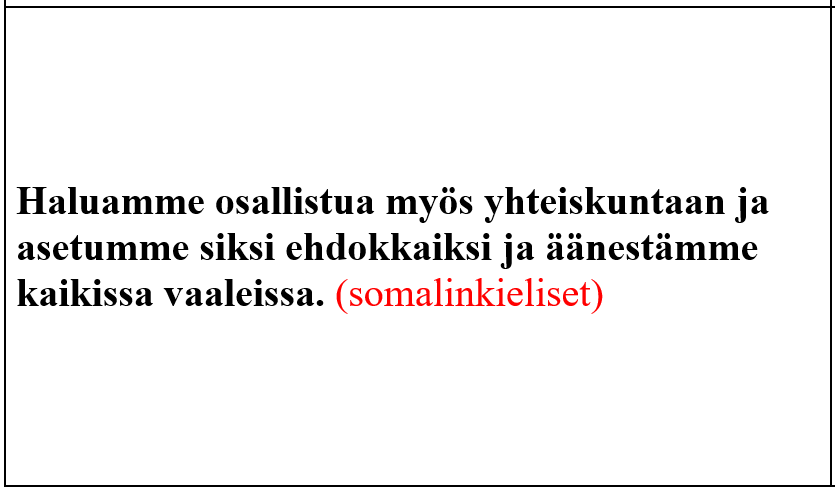 Haluamme osallistua myös yhteiskuntaan ja
asetumme siksi ehdokkaiksi ja äänestämme
kaikissa vaaleissa. (somalinkieliset)